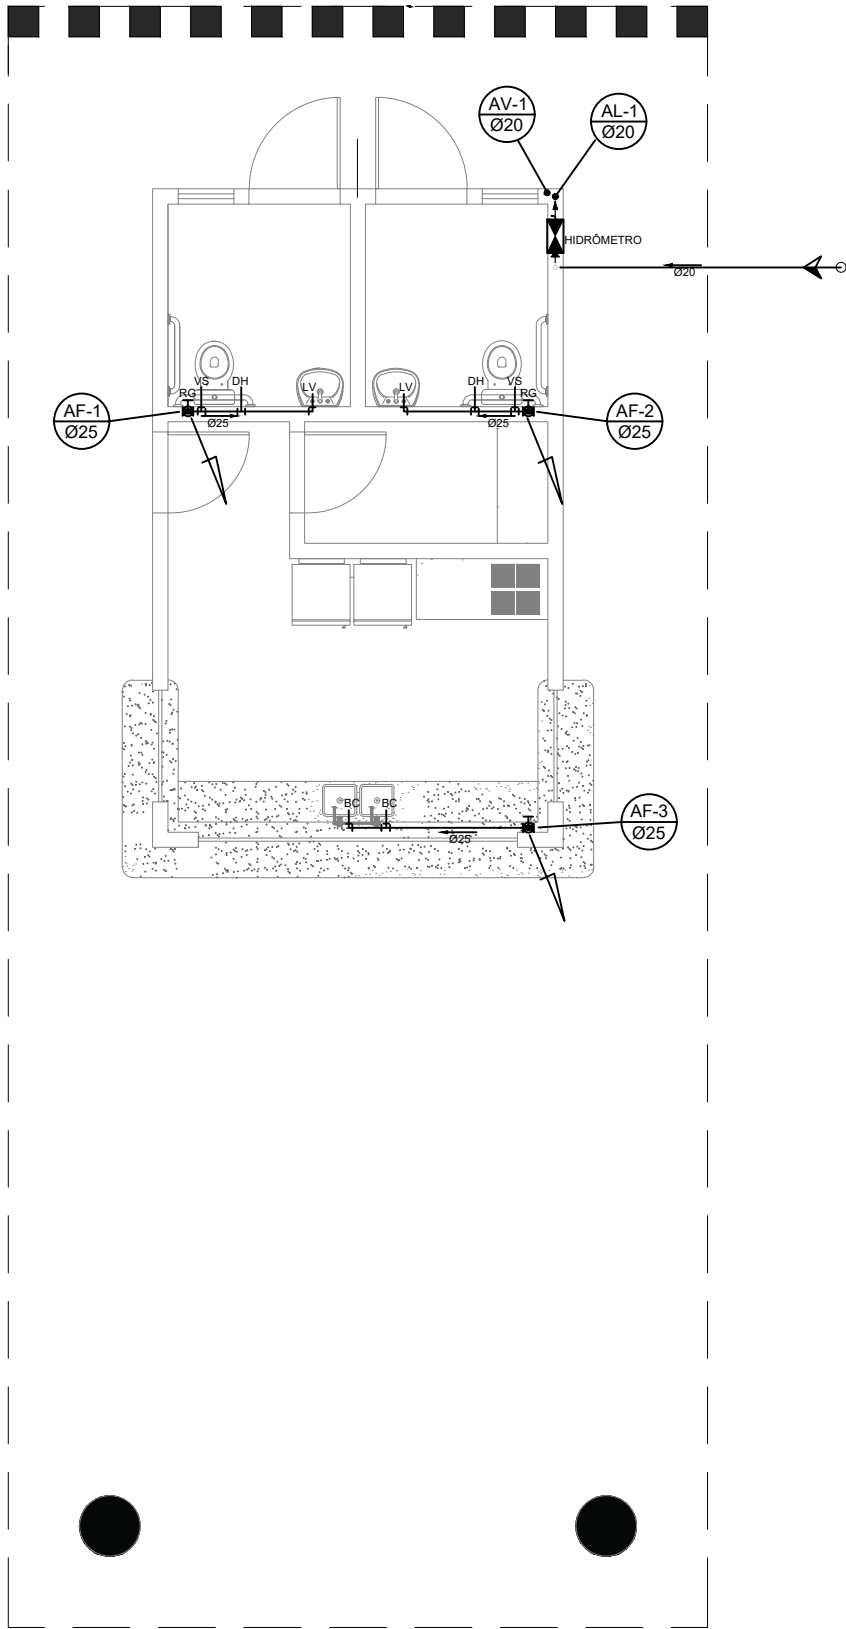 AV-1
Ø20
AL-1
Ø20
HIDRÔMETRO
Ø20
RG
VS
DH
LV
LV
DH
VS
RG
AF-1
Ø25
Ø25
Ø25
AF-2
Ø25
BC
BC
Ø25
AF-3
Ø25